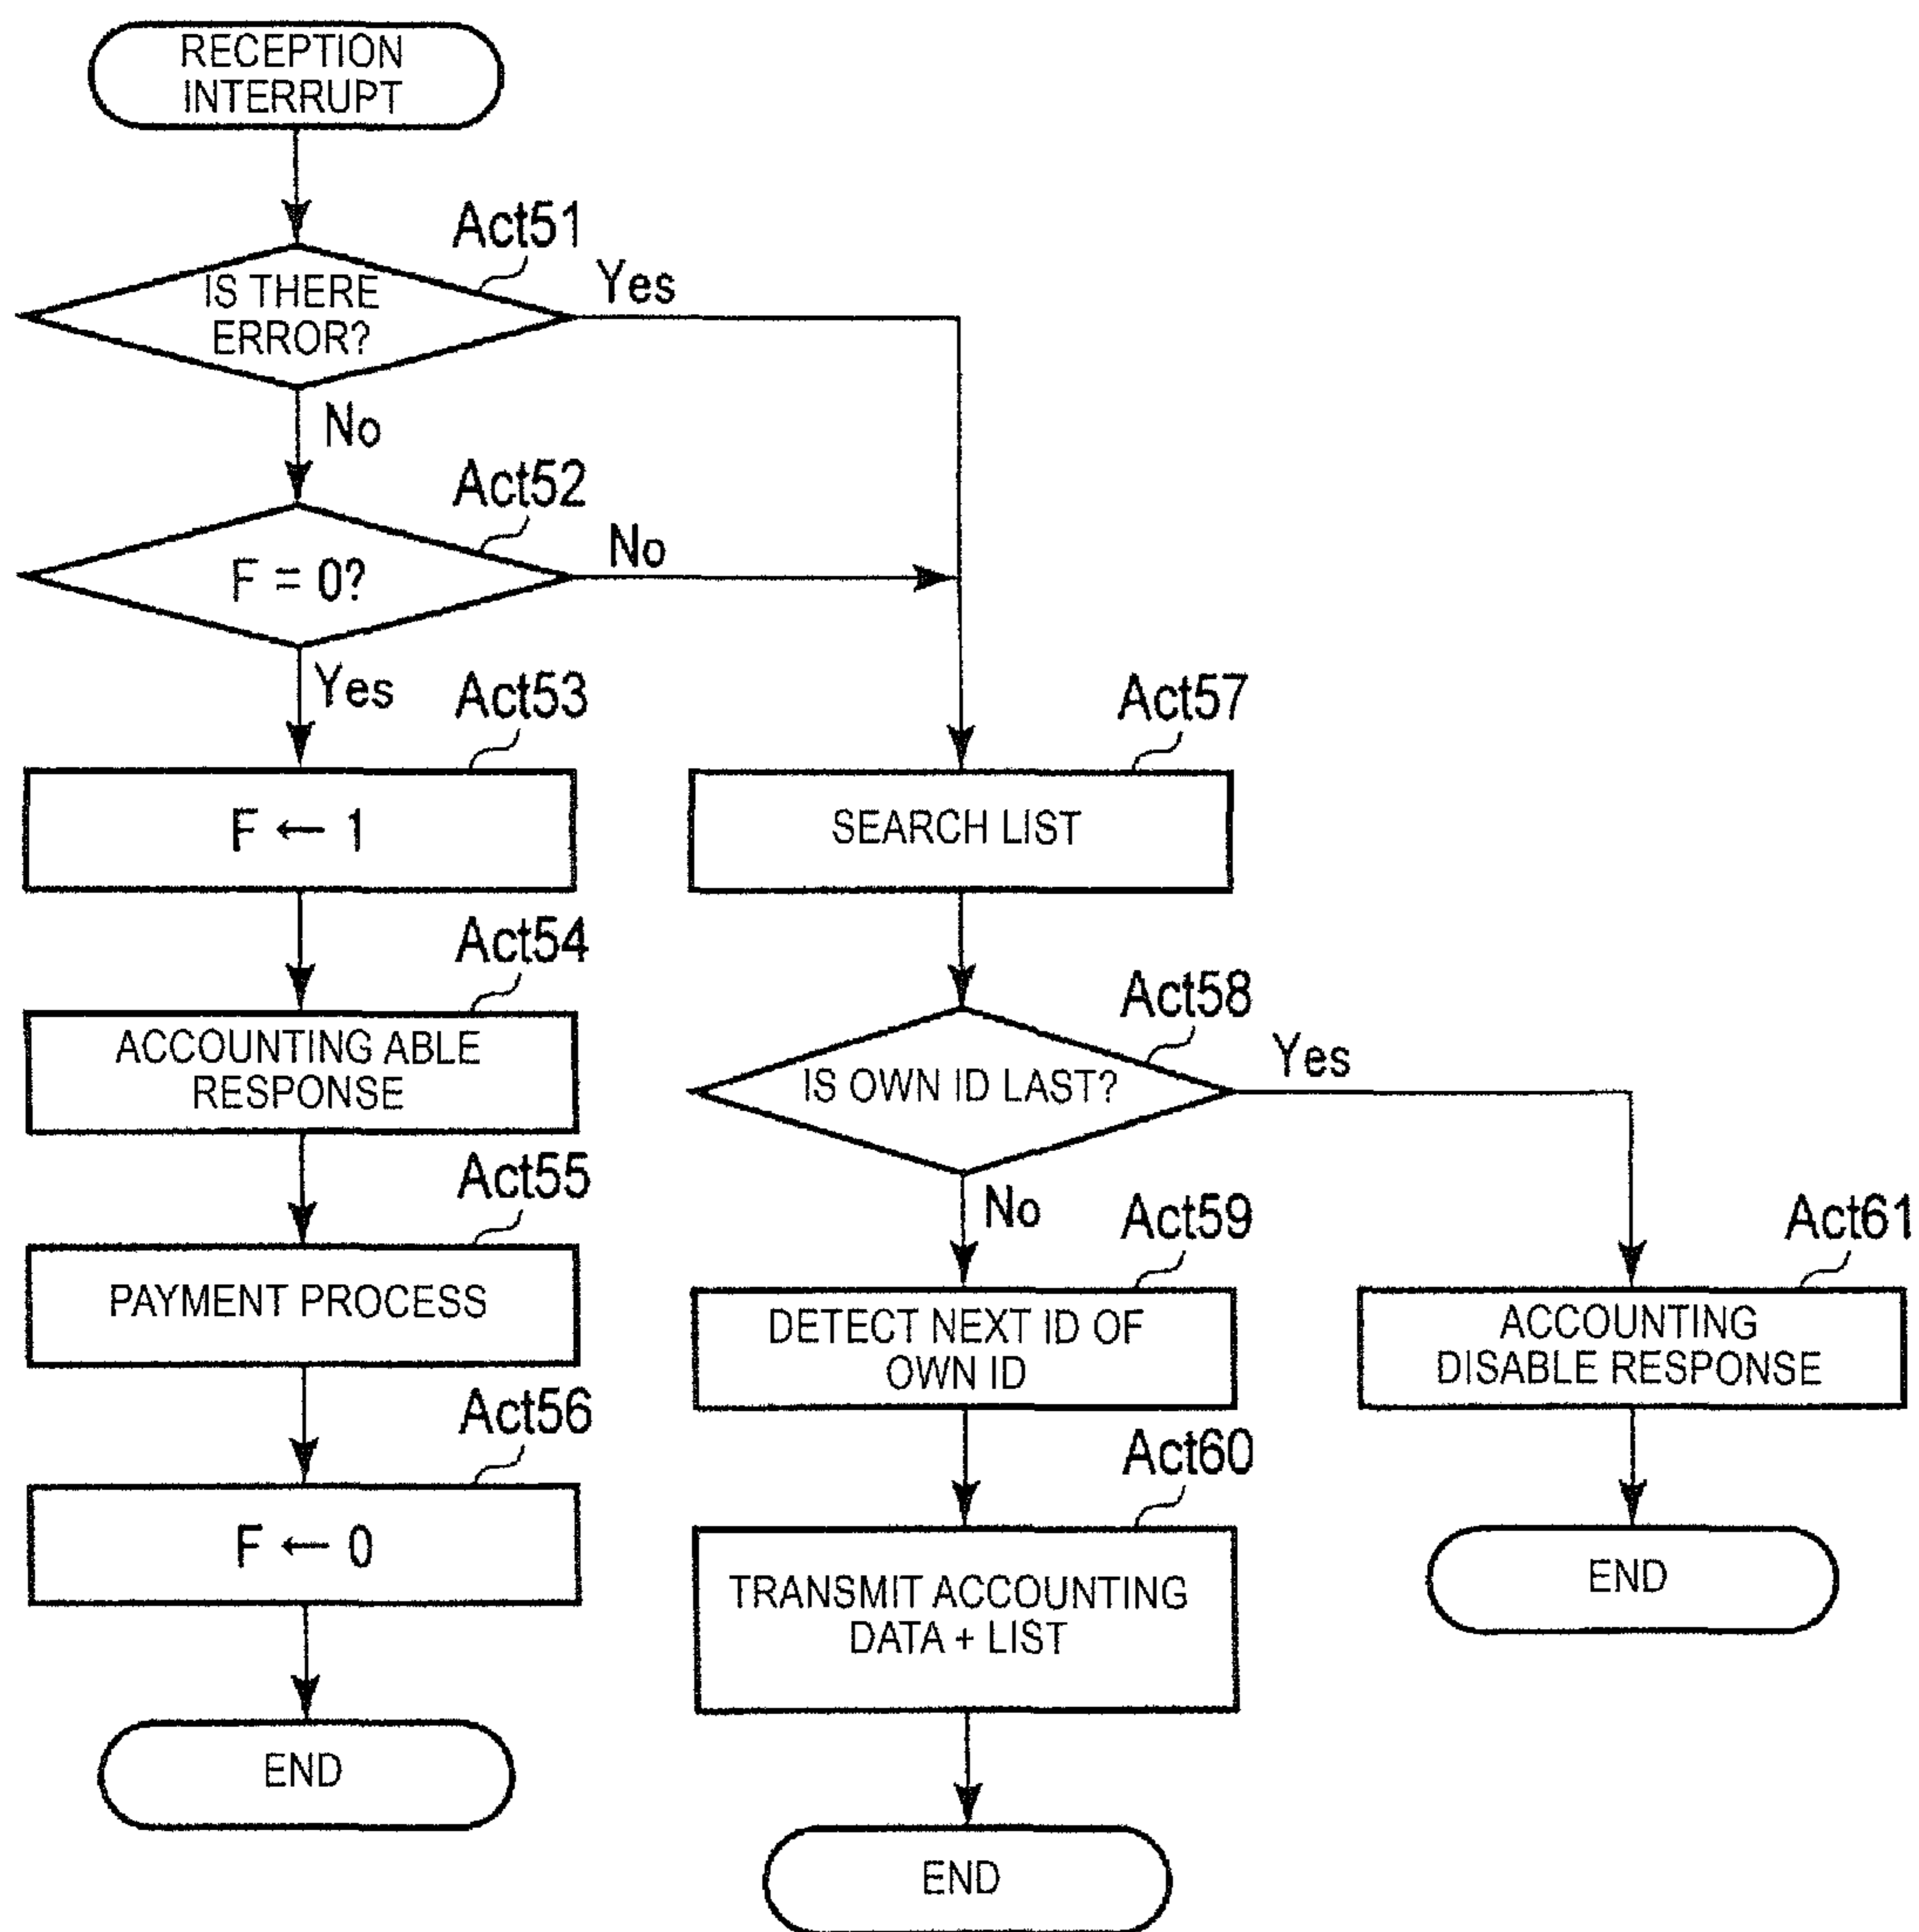 RECEPTION
INTERRUPT
Act51
IS THERE
ERROR?
Yes
No
Act52
F = 0?
No
Yes
Act53
F ← 1
Act54
ACCOUNTING ABLE
RESPONSE
Act55
PAYMENT PROCESS
Act56
F ← 0
END
Act57
SEARCH LIST
Act58
IS OWN ID LAST?
Yes
No
Act59
DETECT NEXT ID OF
OWN ID
Act60
TRANSMIT ACCOUNTING
DATA + LIST
END
Act61
ACCOUNTING
DISABLE RESPONSE
END